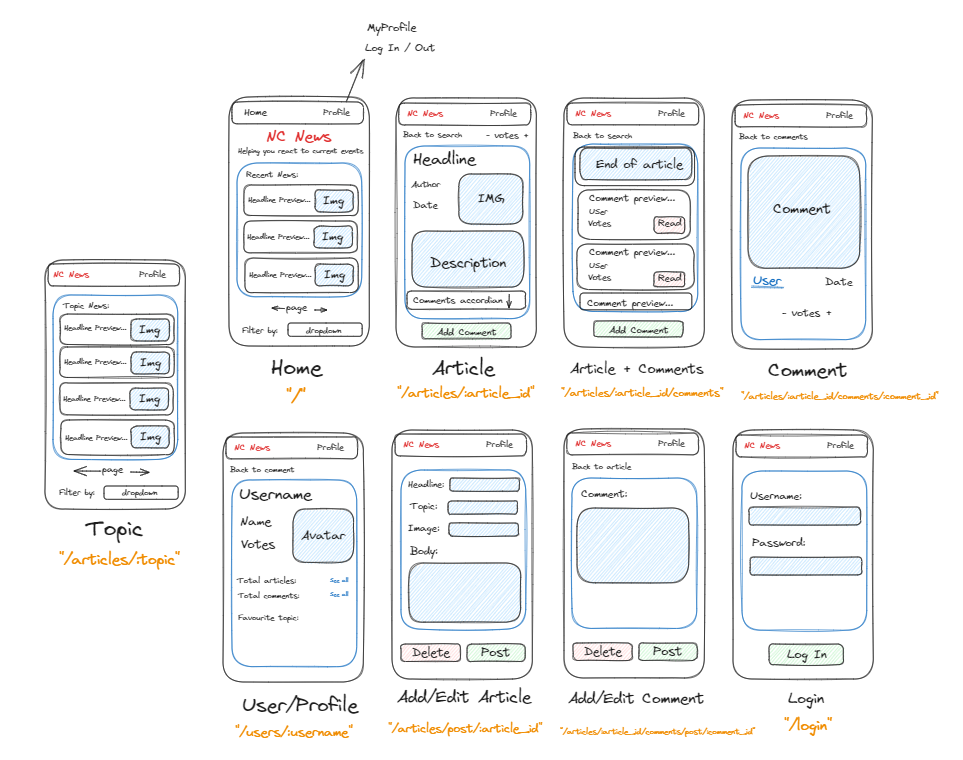 MyProfile
Log In / Out
Home Profile
NC News
Helping you react to current events
Recent News:
Headline Preview... Img
Headline Preview... Img
Headline Preview... Img
page
Filter by: dropdown
Home
"/"
NC News Profile
Back to search - votes +
Headline
Author
Date
IMG
Description
Comments accordian
Add Comment
Article
"/articles/:article_id"
NC News Profile
Back to search
End of article
Comment preview...
User
Votes
Read
Comment preview...
User
Votes
Read
Comment preview...
Add Comment
Article + Comments
"/articles/:article_id/comments"
NC News Profile
Back to comments
Comment
User Date
- votes +
Comment
"/articles/:article_id/comments/:comment_id"
NC News Profile
Topic News:
Headline Preview... Img
Headline Preview... Img
Headline Preview... Img
Headline Preview... Img
page
Filter by: dropdown
Topic
"/articles/:topic"
NC News Profile
Back to comment
Username
Name
Votes
Avatar
Total articles: See all
Total comments: See all
Favourite topic:
User/Profile
"/users/:username"
NC News Profile
Headline:
Topic:
Image:
Body:
Delete Post
Add/Edit Article
"/articles/post/:article_id"
NC News Profile
Back to article
Comment:
Delete Post
Add/Edit Comment
"/articles/:article_id/comments/post/:comment_id"
NC News Profile
Username:
Password:
Log In
Login
"/login"